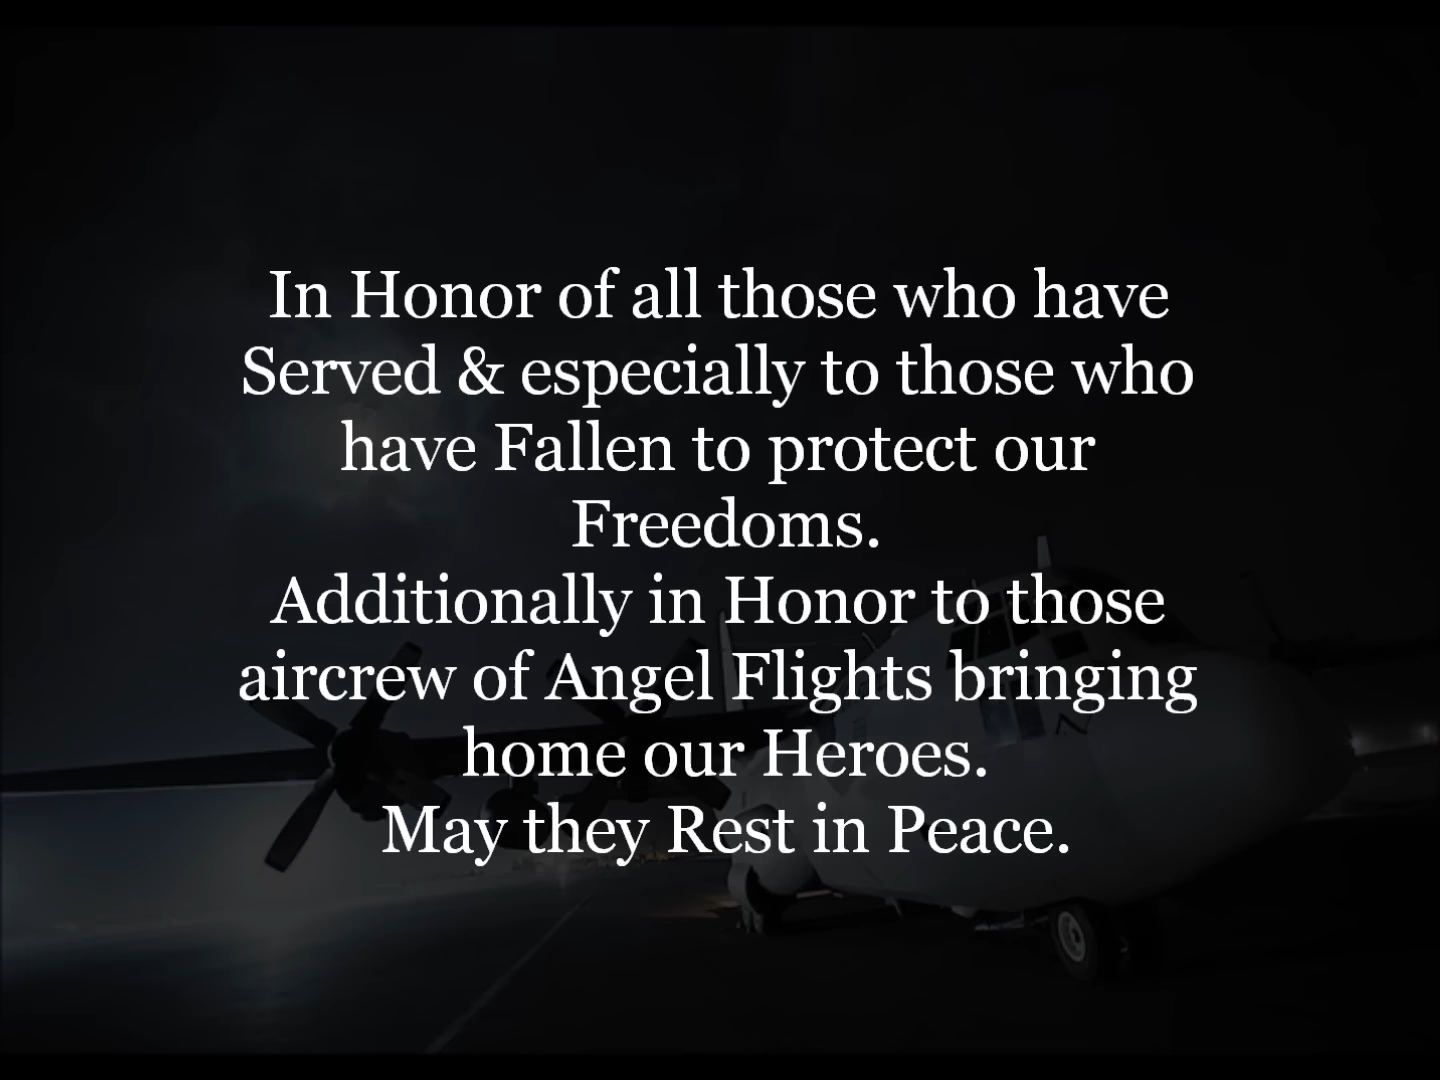 In Honor of all those who have
Served & especially to those who
have Fallen to protect our
Freedoms.
Additionally in Honor to those
aircrew of Angel Flights bringing
home our Heroes.
May they Rest in Peace.